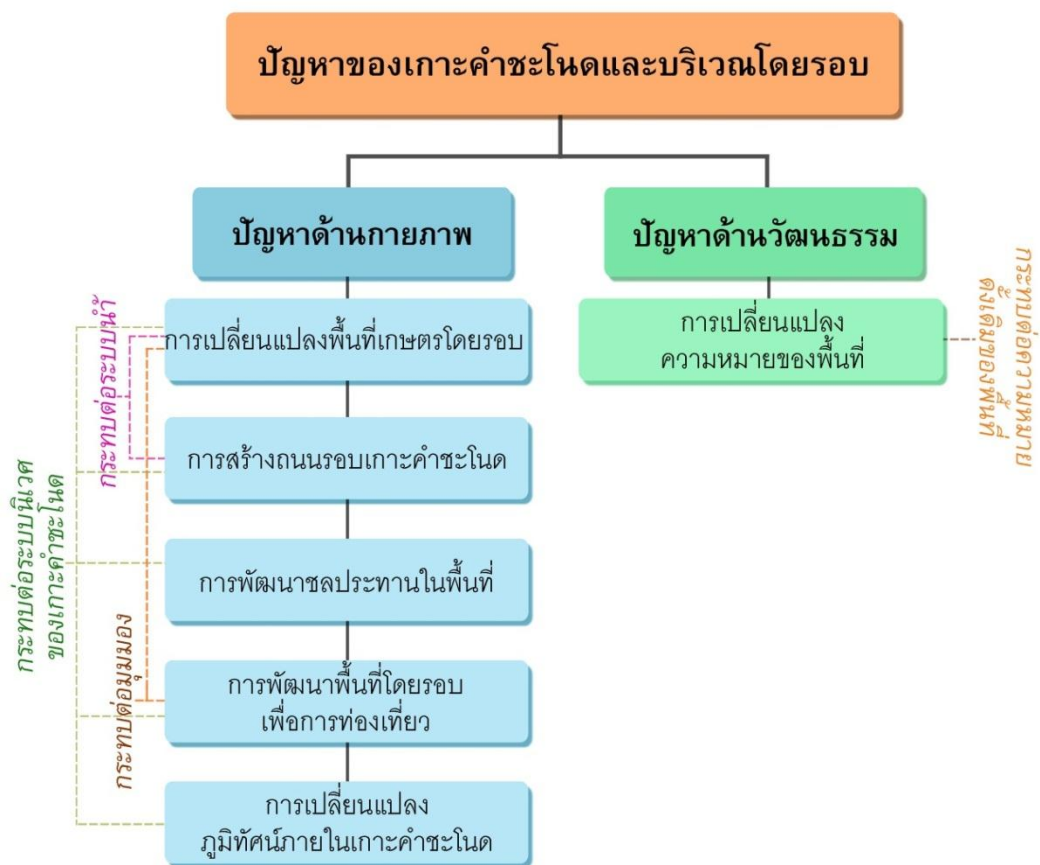 ปัญหาของเกาะคำชะโนดและบริเวณโดยรอบ
ปัญหาด้านกายภาพ
ปัญหาด้านวัฒนธรรม
การเปลี่ยนแปลงพื้นที่เกษตรโดยรอบ
การสร้างถนนรอบเกาะคำชะโนด
การพัฒนาชลประทานในพื้นที่
การพัฒนาพื้นที่โดยรอบ
เพื่อการท่องเที่ยว
การเปลี่ยนแปลง
ภูมิทัศน์ภายในเกาะคำชะโนด
การเปลี่ยนแปลง
ความหมายของพื้นที่
กระทบต่อระบบน้ำ
กระทบต่อระบบนิเวศ
ของเกาะคำชะโนด
กระทบต่อมุมมอง
กระทบต่อความหมาย
ดั้งเดิมของพื้นที่